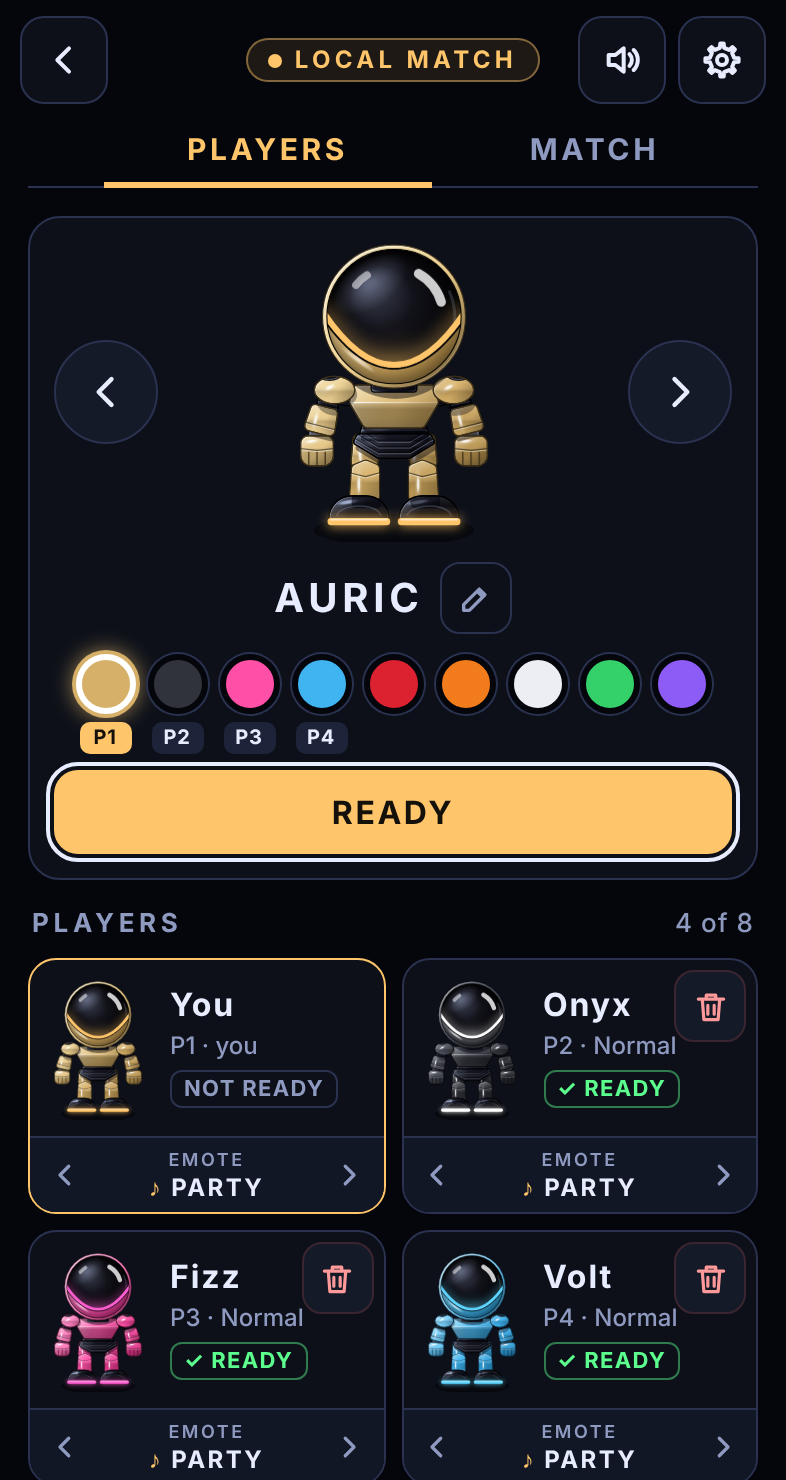 LOCAL MATCH
PLAYERS MATCH
AURIC
P1 P2 P3 P4
READY
PLAYERS 4 of 8
You
P1 · you
NOT READY
EMOTE
♪ PARTY
Onyx
P2 · Normal
✓ READY
EMOTE
♪ PARTY
Fizz
P3 · Normal
✓ READY
EMOTE
♪ PARTY
Volt
P4 · Normal
✓ READY
EMOTE
♪ PARTY